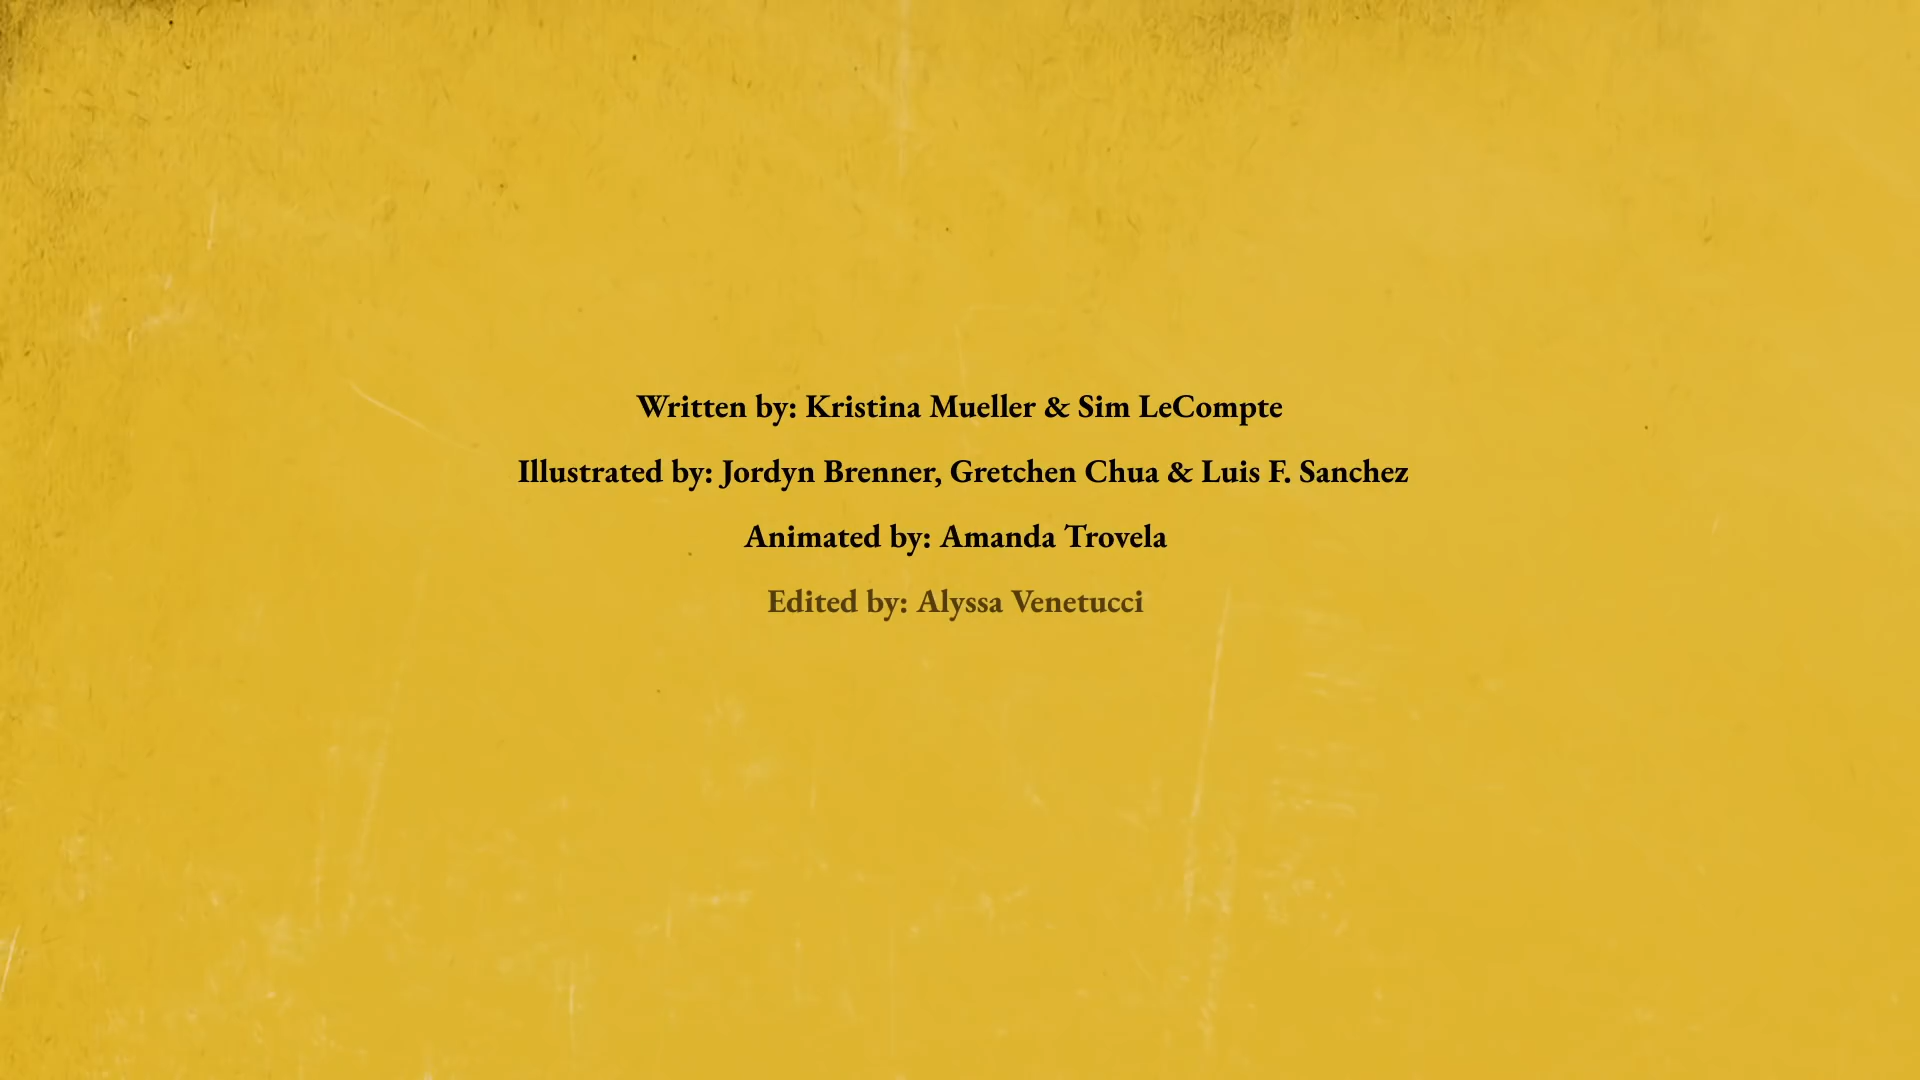 Written by: Kristina Mueller & Sim LeCompte
Illustrated by: Jordyn Brenner, Gretchen Chua & Luis F. Sanchez
Animated by: Amanda Trovela
Edited by: Alyssa Venetucci